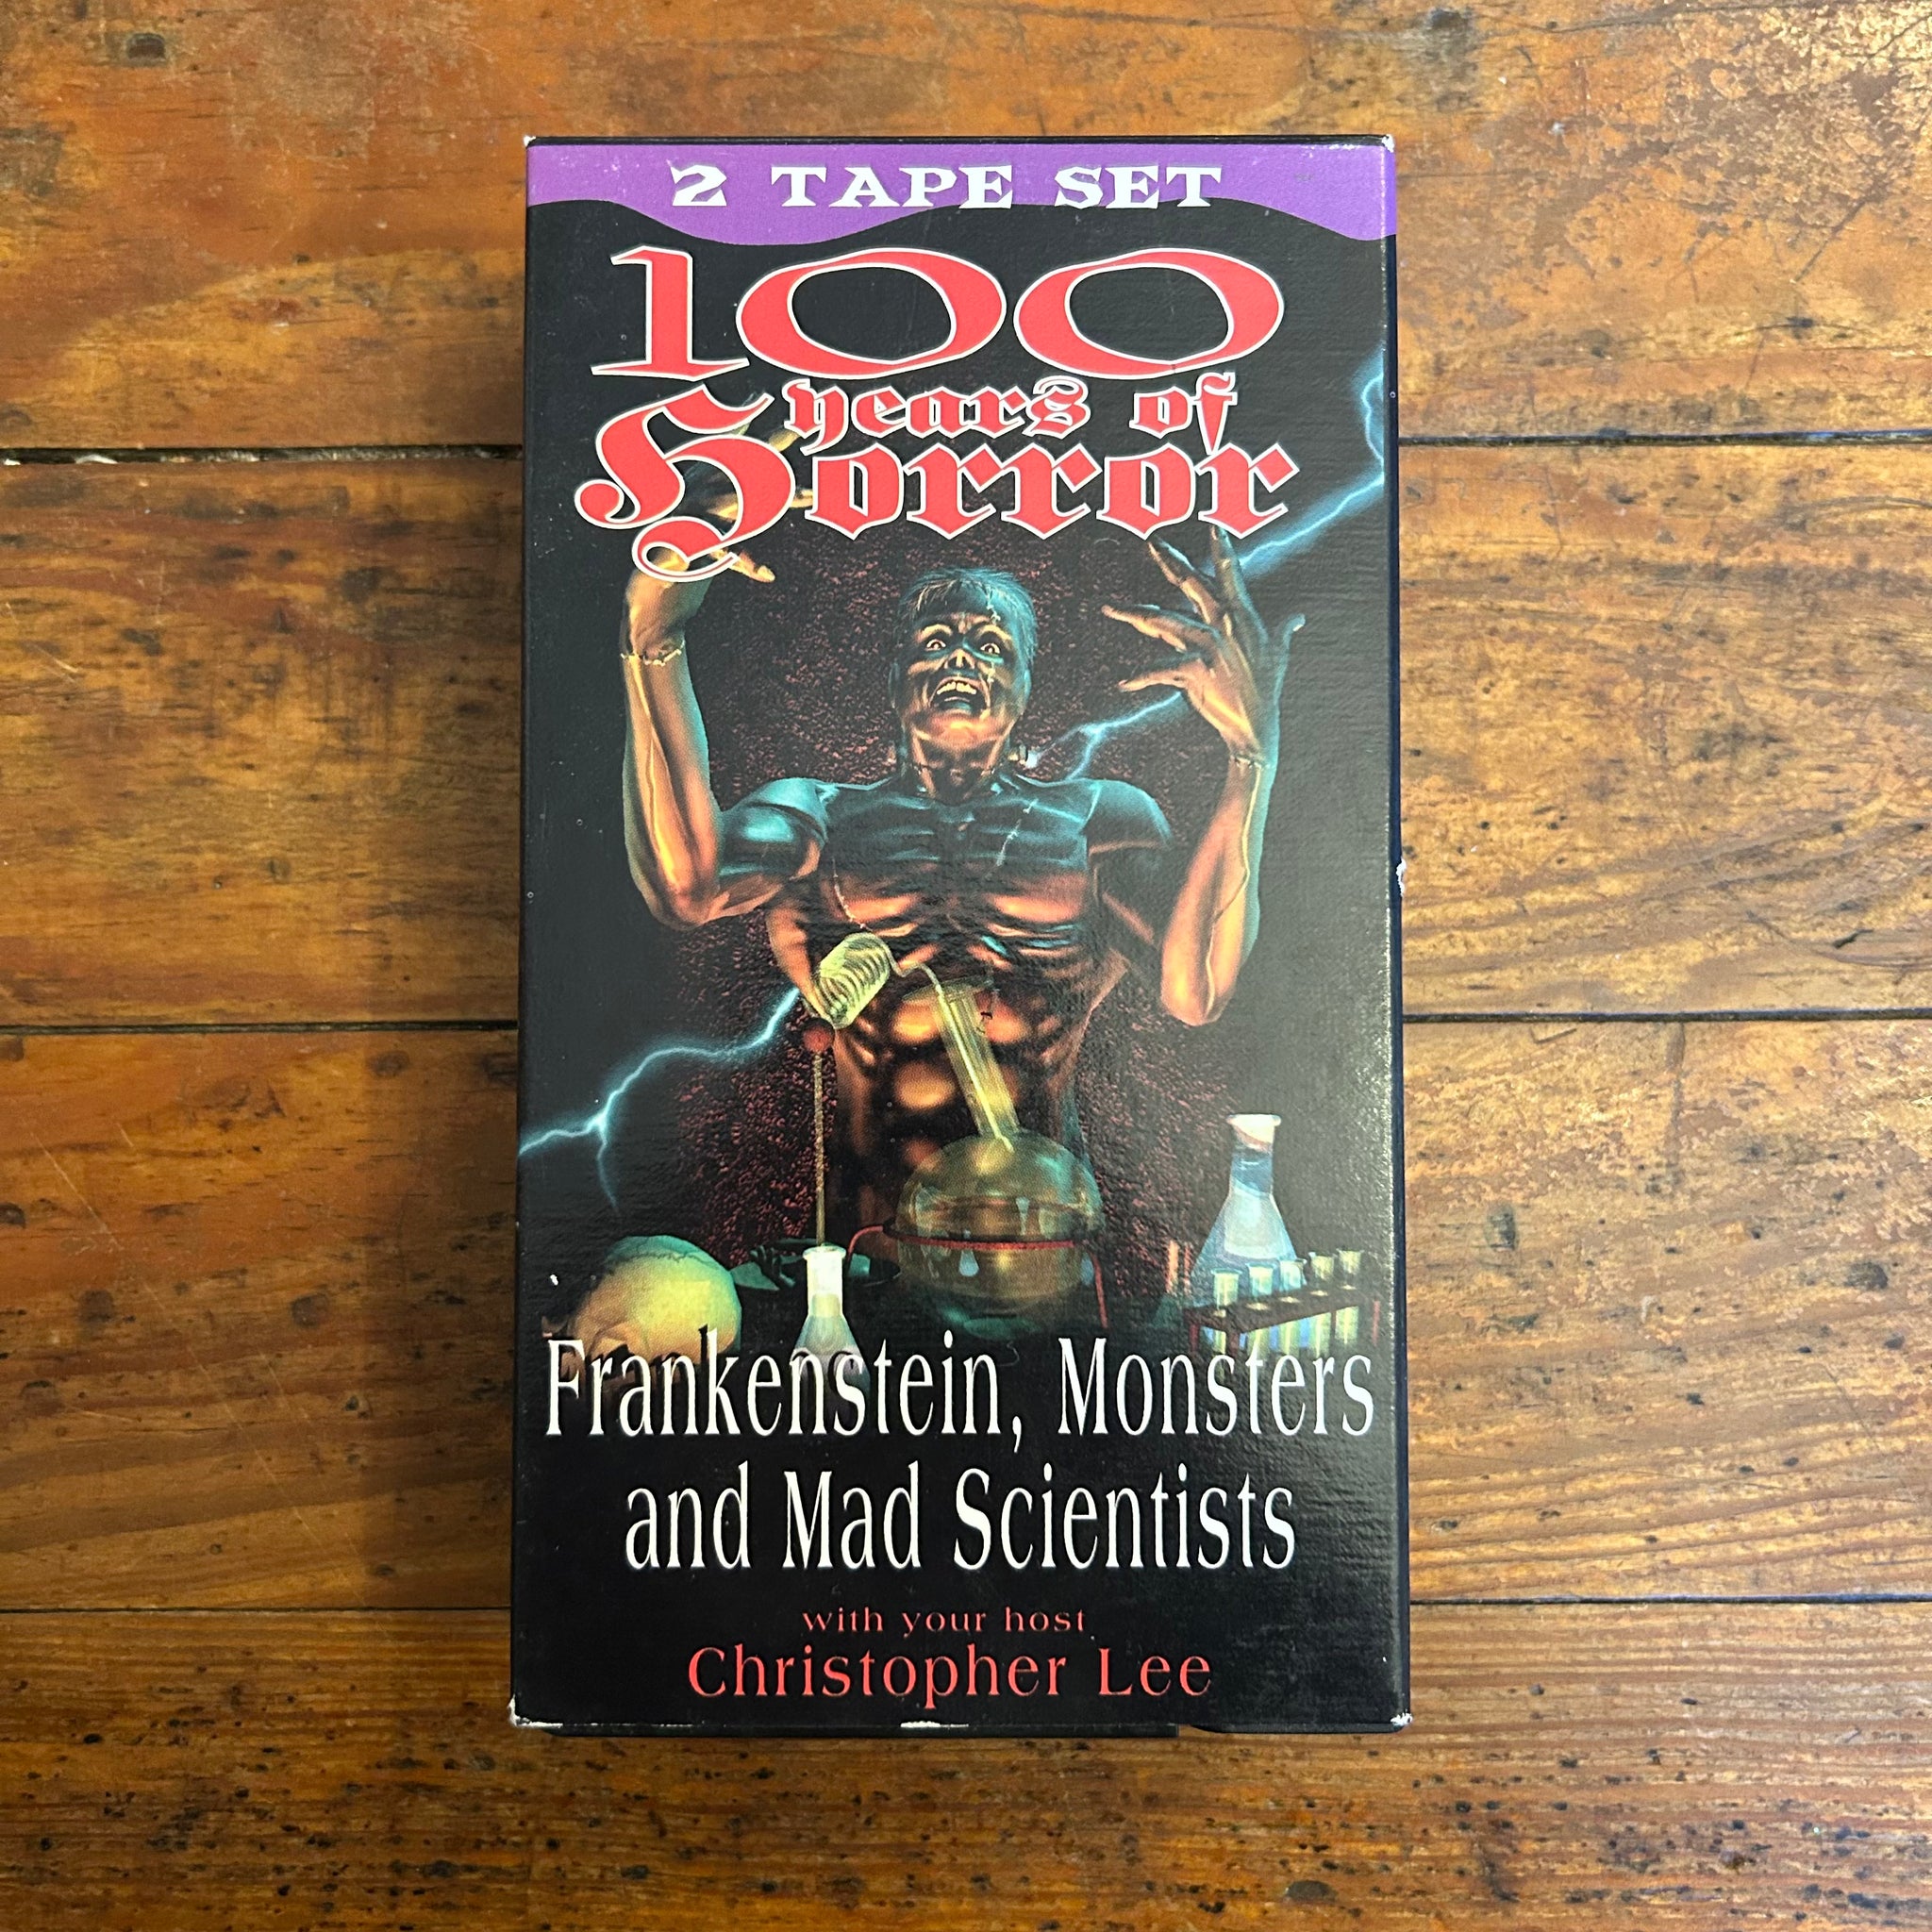 2 TAPE SET
100
years of
Horror
Frankenstein, Monsters
and Mad Scientists
with your host
Christopher Lee